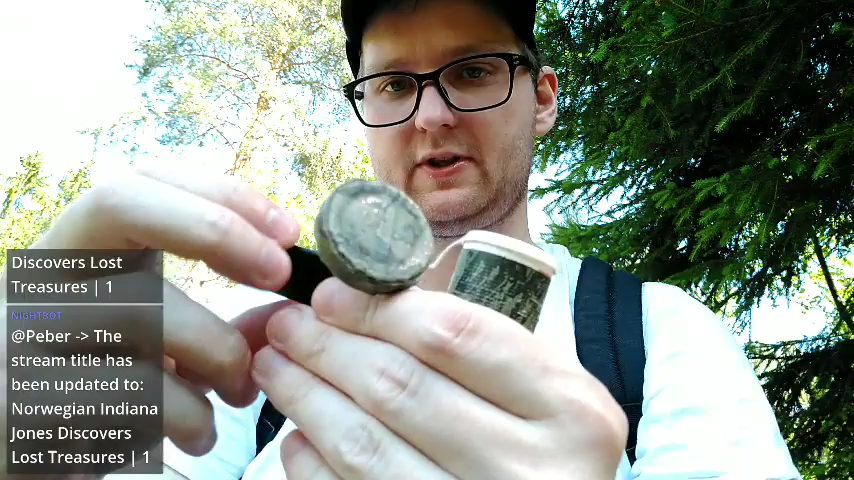 Discovers Lost
Treasures | 1
NIGHTBOT
@Peber -> The
stream title has
been updated to:
Norwegian Indiana
Jones Discovers
Lost Treasures | 1